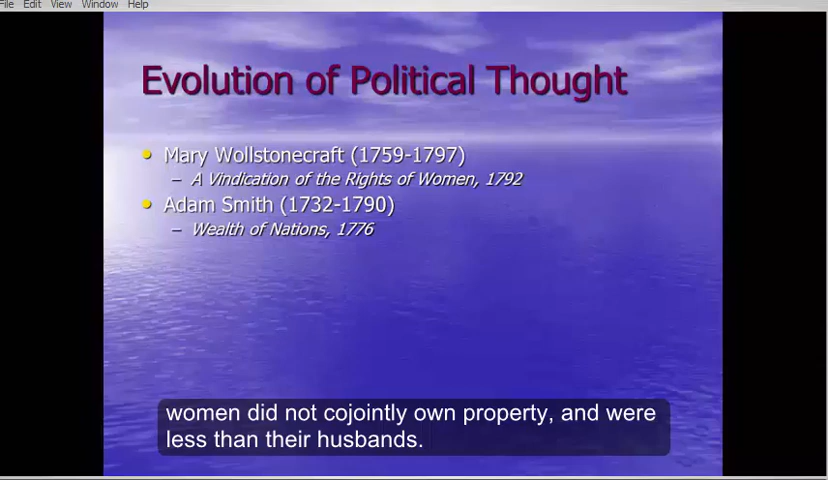 File Edit View Window Help
Evolution of Political Thought
• Mary Wollstonecraft (1759-1797)
– A Vindication of the Rights of Women, 1792
• Adam Smith (1732-1790)
– Wealth of Nations, 1776
women did not cojointly own property, and were
less than their husbands.